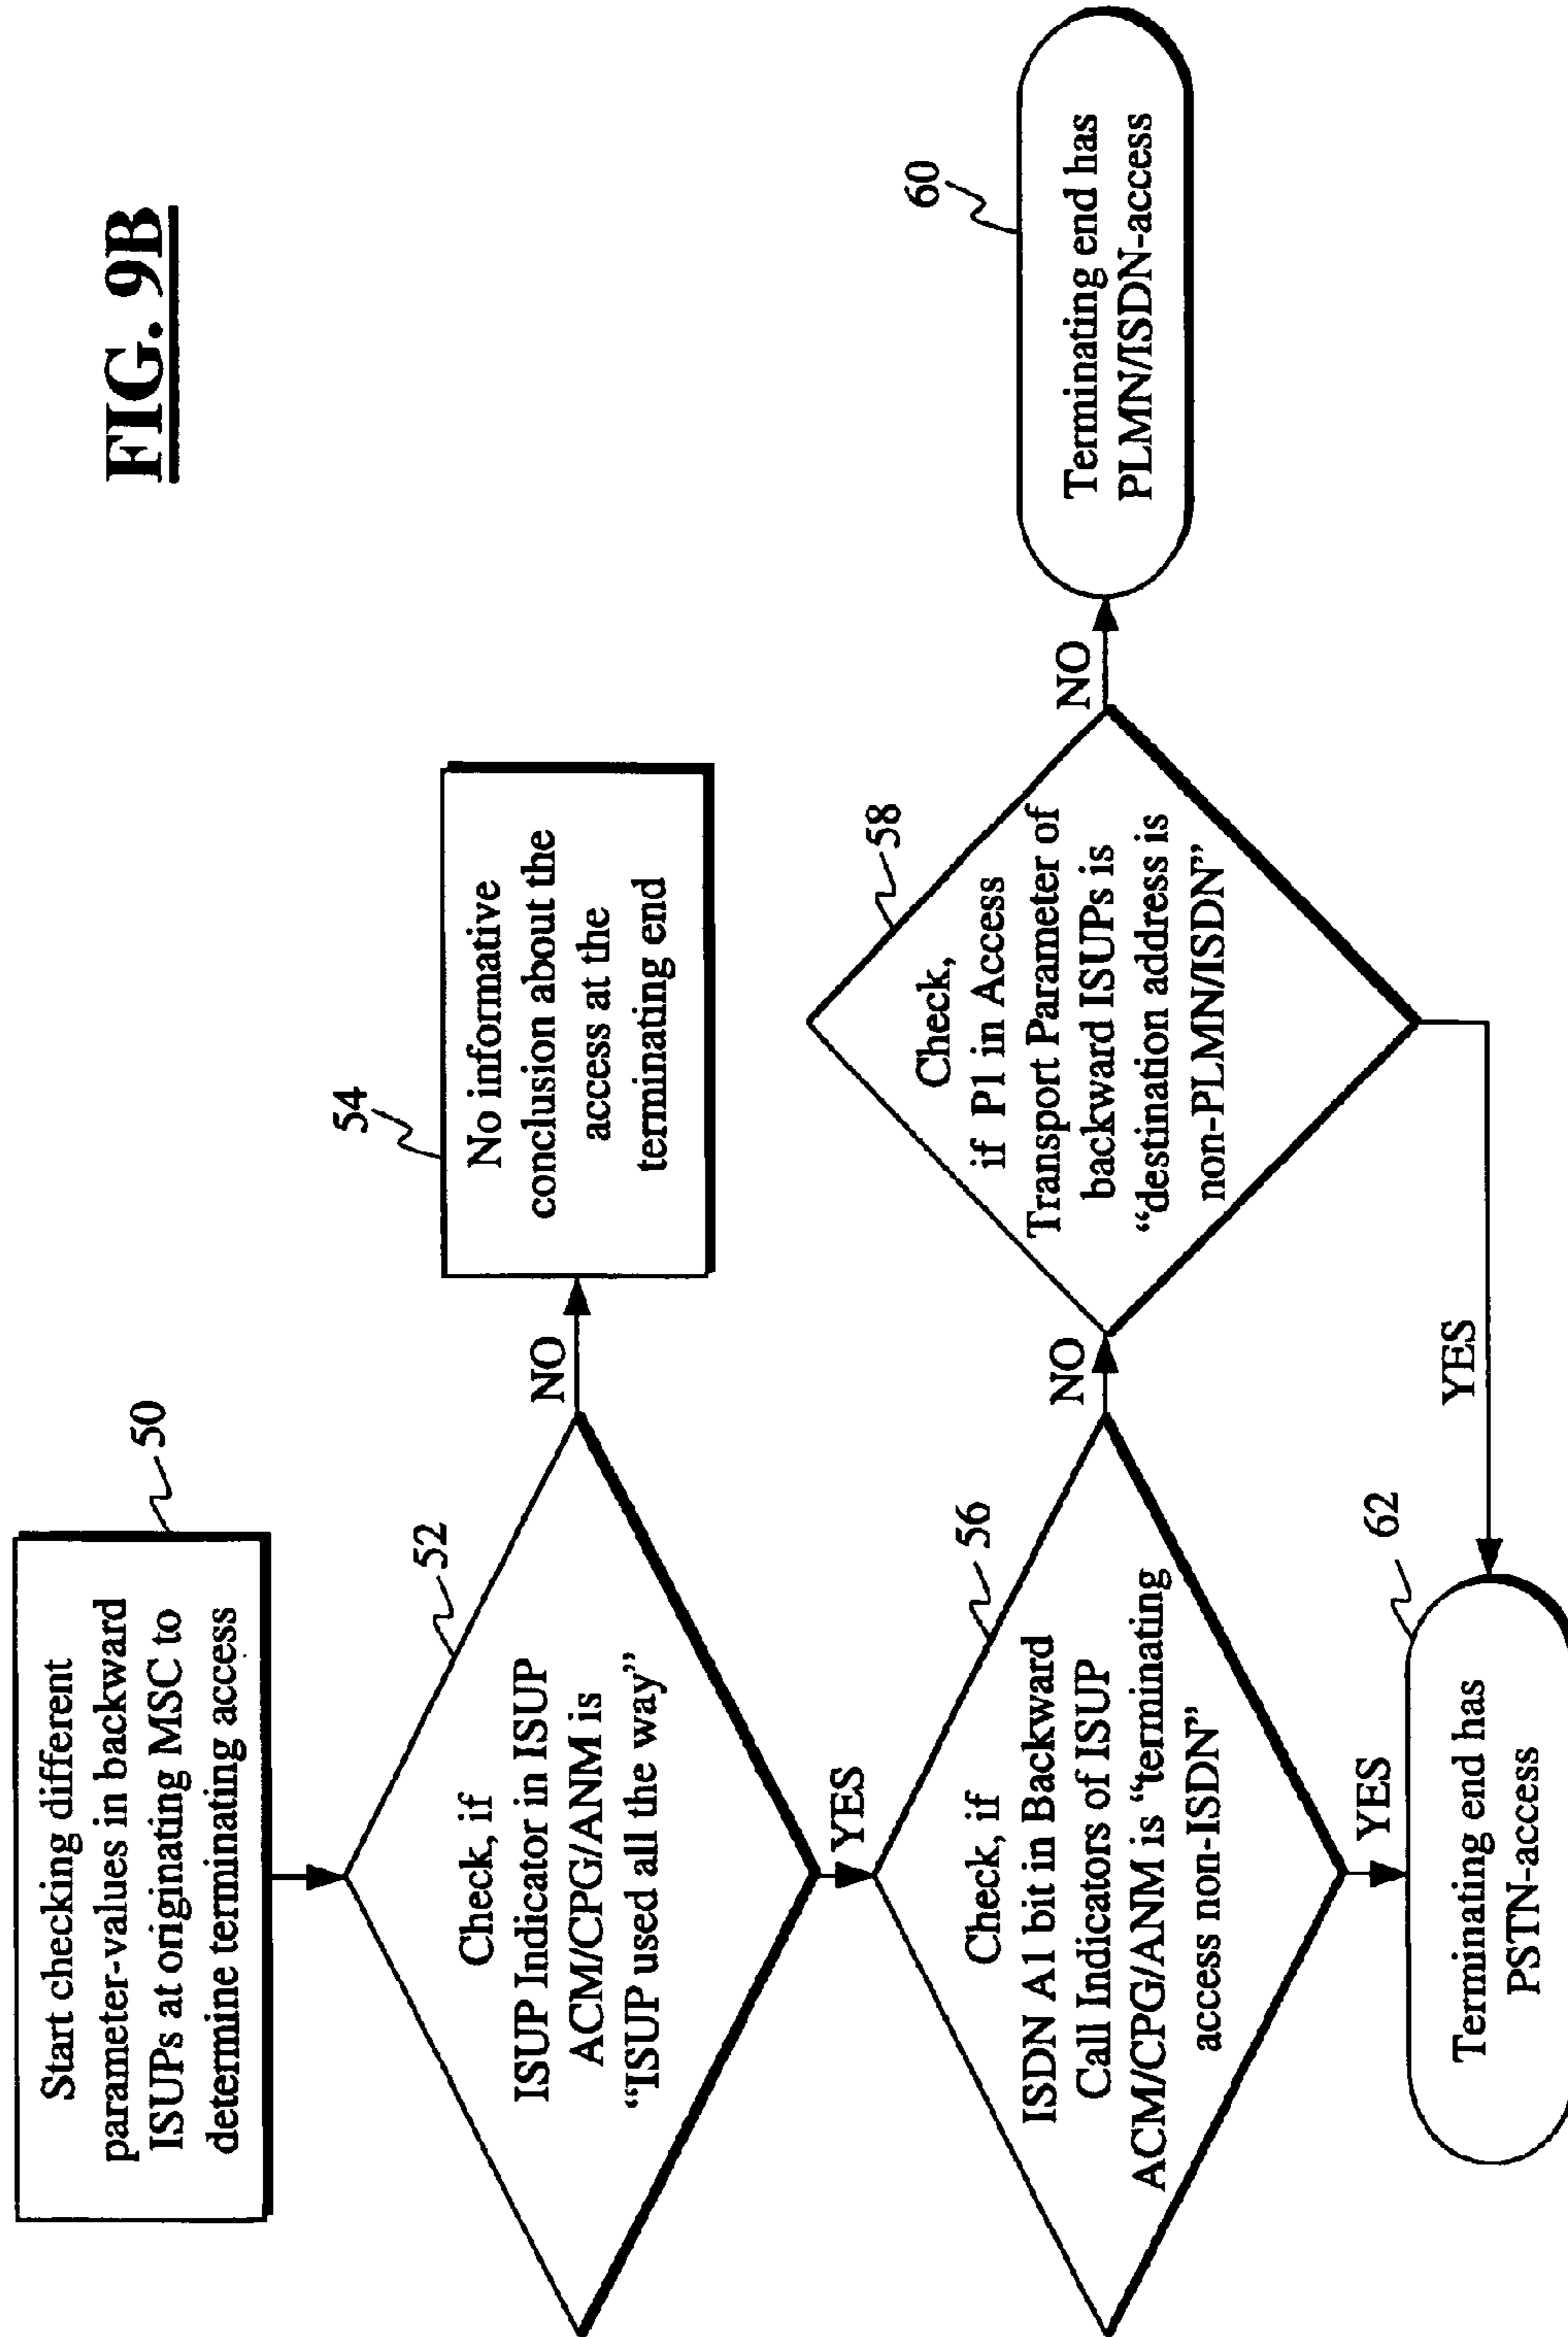 FIG. 9B
Start checking different
parameter-values in backward
ISUPs at originating MSC to
determine terminating access
50
Check, if
ISUP Indicator in ISUP
ACM/CPG/ANM is
“ISUP used all the way”
52
NO
No informative
conclusion about the
access at the
terminating end
54
YES
Check, if
ISDN A1 bit in Backward
Call Indicators of ISUP
ACM/CPG/ANM is “terminating
access non-ISDN”
56
NO
Check,
if P1 in Access
Transport Parameter of
backward ISUPs is
“destination address is
non-PLMN/ISDN”
58
NO
Terminating end has
PLMN/ISDN-access
60
YES
YES
Terminating end has
PSTN-access
62